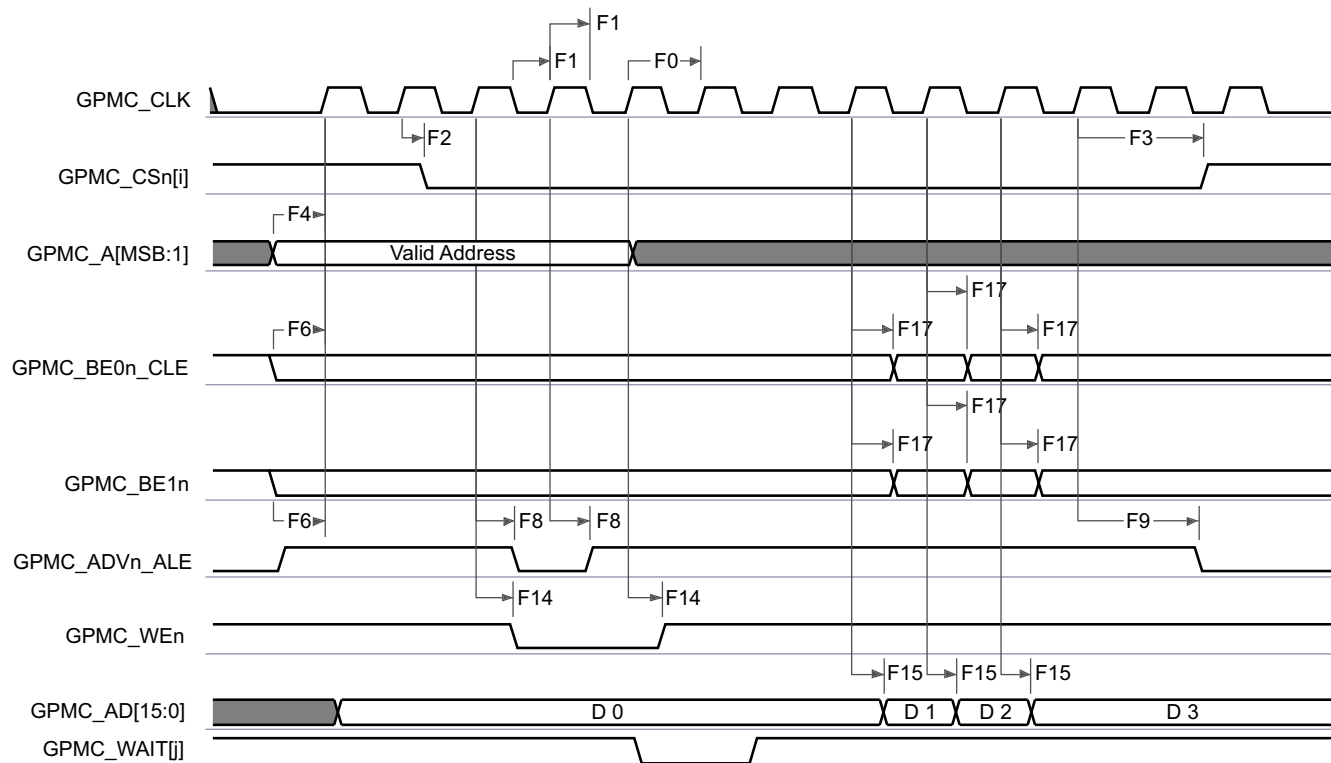 F1
F1 F0
GPMC_CLK
F2 F3
GPMC_CSn[i]
F4
GPMC_A[MSB:1] Valid Address
F17
F6 F17 F17
GPMC_BE0n_CLE
F17
F17 F17
GPMC_BE1n
F6 F8 F8 F9
GPMC_ADVn_ALE
F14 F14
GPMC_WEn
F15 F15 F15
GPMC_AD[15:0] D 0 D 1 D 2 D 3
GPMC_WAIT[j]